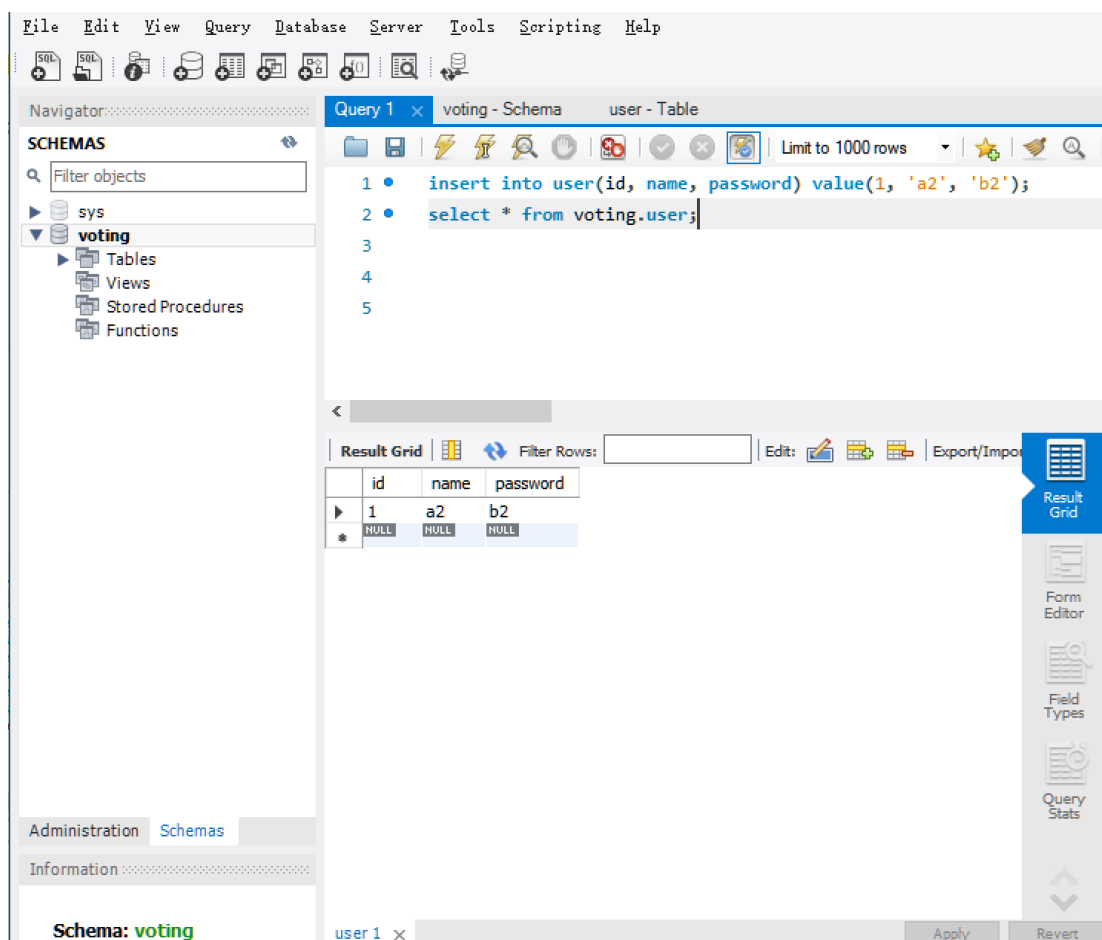 File Edit View Query Database Server Tools Scripting Help
SQL SQL
Navigator
SCHEMAS
Filter objects
sys
voting
Tables
Views
Stored Procedures
Functions
Administration Schemas
Information
Schema: voting
Query 1 voting - Schema user - Table
Limit to 1000 rows
1 insert into user(id, name, password) value(1, 'a2', 'b2');
2 select * from voting.user;
3
4
5
Result Grid Filter Rows: Edit: Export/Impor
id name password
1 a2 b2
NULL NULL NULL
Result
Grid
Form
Editor
Field
Types
Query
Stats
user 1 Apply Revert